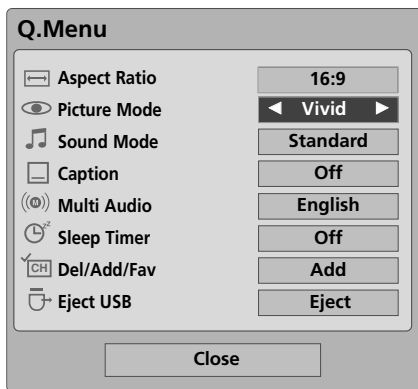 Q.Menu
Aspect Ratio 16:9
Picture Mode ◄ Vivid ►
Sound Mode Standard
Caption Off
Multi Audio English
Sleep Timer Off
CH Del/Add/Fav Add
Eject USB Eject
Close